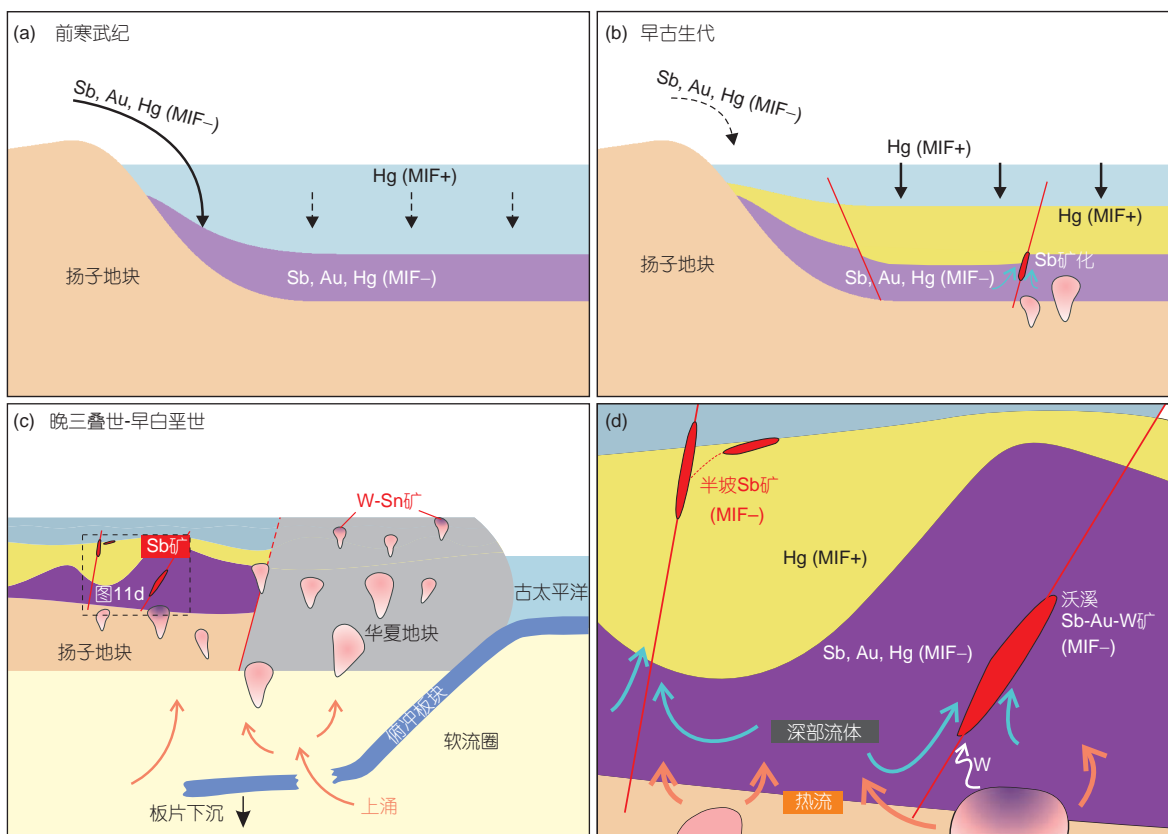 (a) 前寒武纪
Sb, Au, Hg (MIF−)
Hg (MIF+)
扬子地块
Sb, Au, Hg (MIF−)
(b) 早古生代
Sb, Au, Hg (MIF−)
Hg (MIF+)
Hg (MIF+)
扬子地块
Sb, Au, Hg (MIF−)
Sb矿化
(c) 晚三叠世-早白垩世
W-Sn矿
Sb矿
图11d
古太平洋
扬子地块
华夏地块
俯冲板块
软流圈
上涌
板片下沉
(d)
半坡Sb矿
(MIF−)
Hg (MIF+)
沃溪
Sb-Au-W矿
(MIF−)
Sb, Au, Hg (MIF−)
深部流体
W
热流